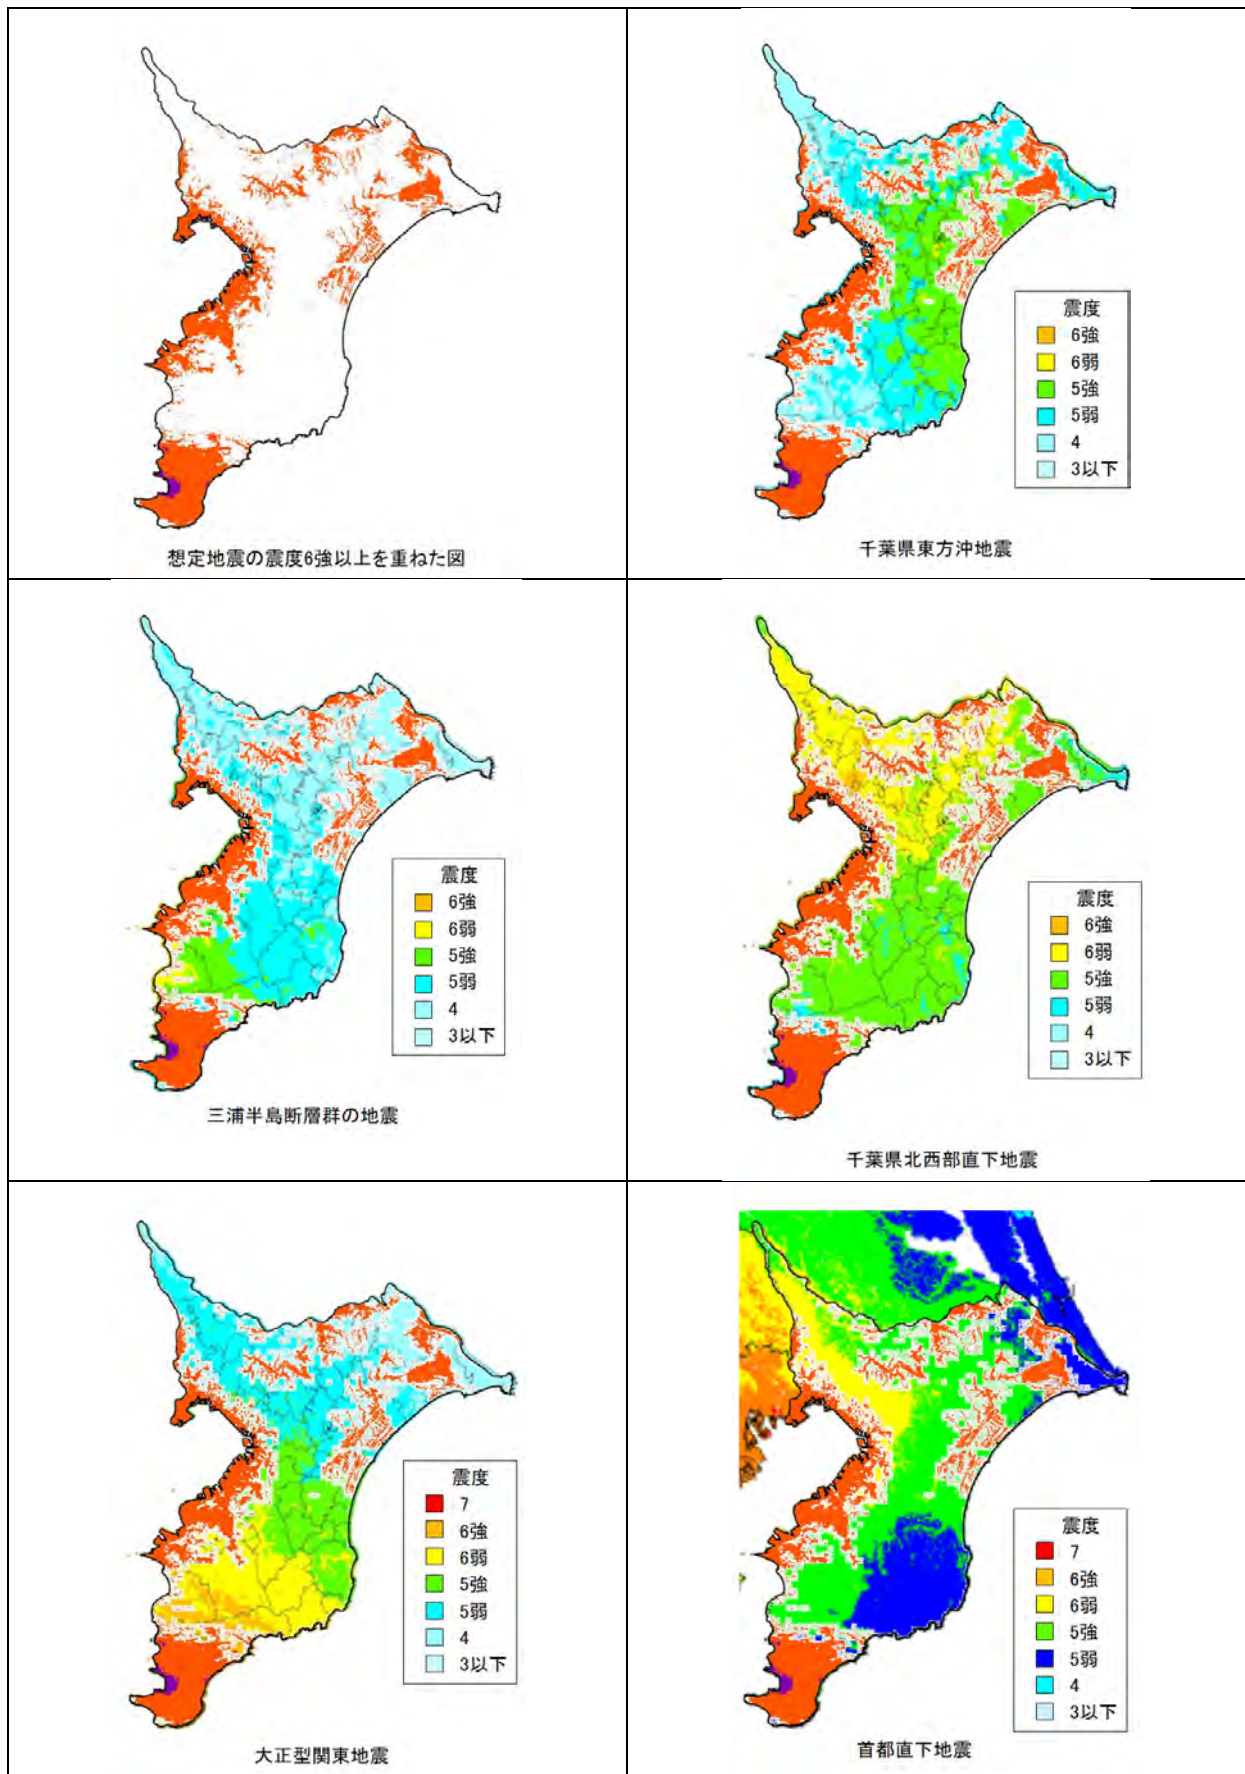 想定地震の震度6強以上を重ねた図
震度
6強
6弱
5強
5弱
4
3以下
千葉県東方沖地震
震度
6強
6弱
5強
5弱
4
3以下
三浦半島断層群の地震
震度
6強
6弱
5強
5弱
4
3以下
千葉県北西部直下地震
震度
7
6強
6弱
5強
5弱
4
3以下
大正型関東地震
震度
7
6強
6弱
5強
5弱
4
3以下
首都直下地震